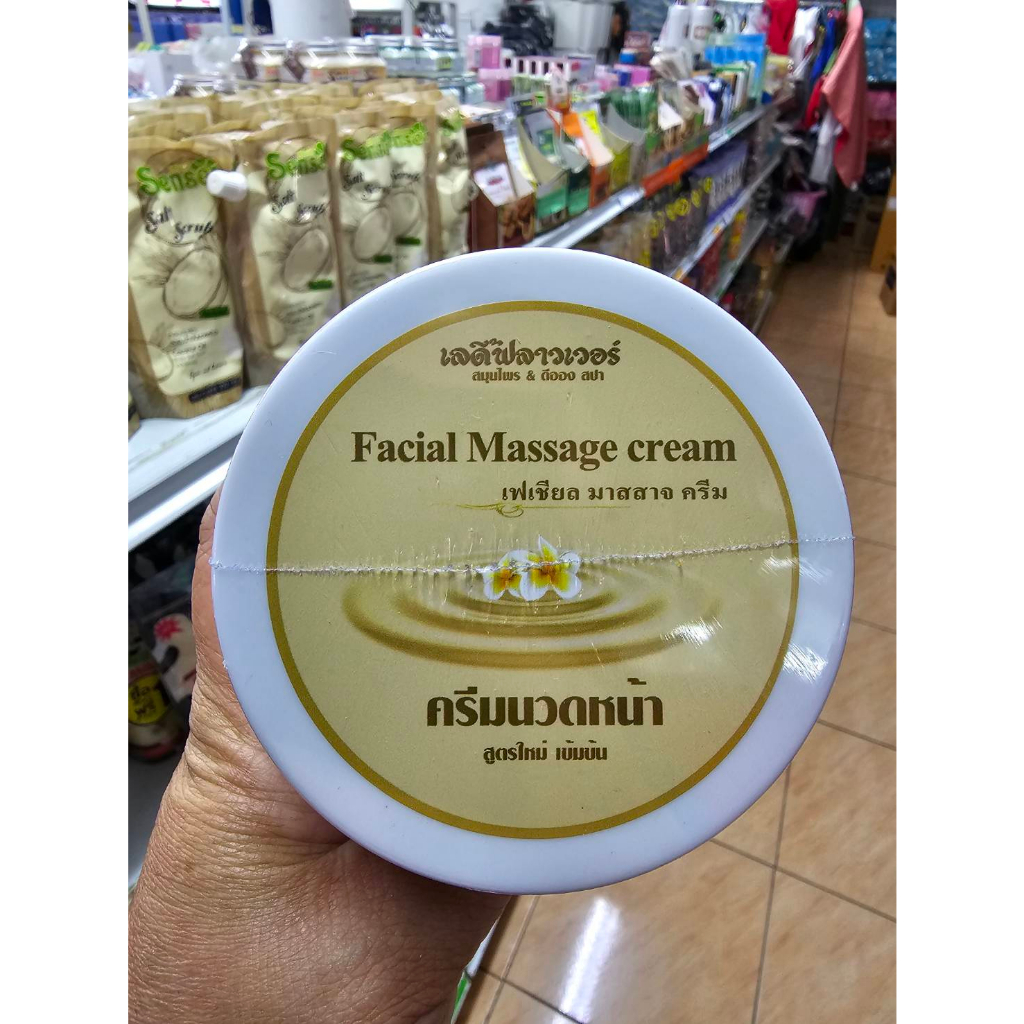 เลดี้ฟลาวเวอร์
สมุนไพร & ดีออง สปา
Facial Massage cream
เฟเชียล มาสสาจ ครีม
ครีมนวดหน้า
สูตรใหม่ เข้มข้น
Sense
Salt
Scrub